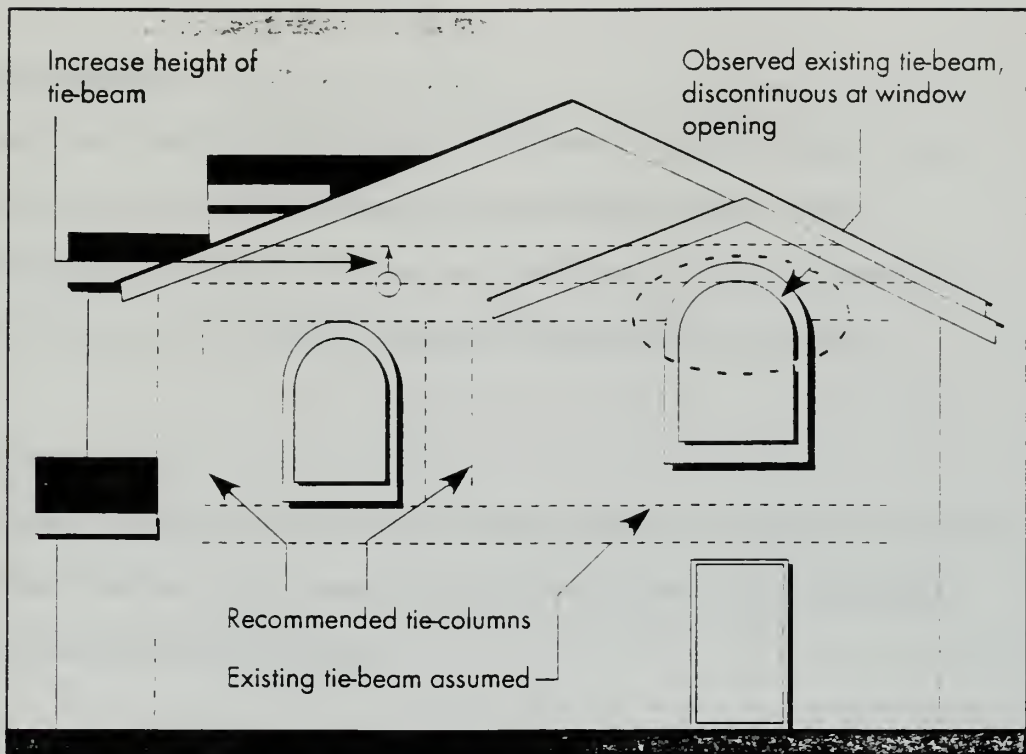 Increase height of
tie-beam
Observed existing tie-beam,
discontinuous at window
opening
Recommended tie-columns
Existing tie-beam assumed